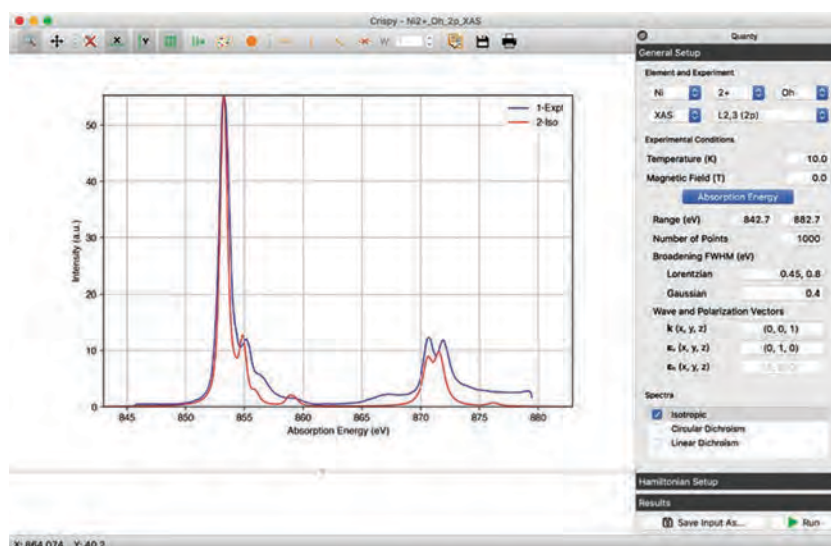 Crispy - Ni2+_Oh_2p_XAS
W:
Quanty
General Setup
Element and Experiment
Ni 2+ Oh
XAS L2,3 (2p)
Experimental Conditions
Temperature (K) 10.0
Magnetic Field (T) 0.0
Absorption Energy
Range (eV) 842.7 882.7
Number of Points 1000
Broadening FWHM (eV)
Lorentzian 0.45, 0.8
Gaussian 0.4
Wave and Polarization Vectors
k (x, y, z) (0, 0, 1)
(x, y, z) (0, 1, 0)
(x, y, z)
Spectra
Isotropic
Circular Dichroism
Linear Dichroism
Hamiltonian Setup
Results
Save Input As... Run
1-Expt
2-Iso
50
40
30
20
10
0
Intensity (a.u.)
845 850 855 860 865 870 875 880
Absorption Energy (eV)
X: 864.074 Y: 40.2